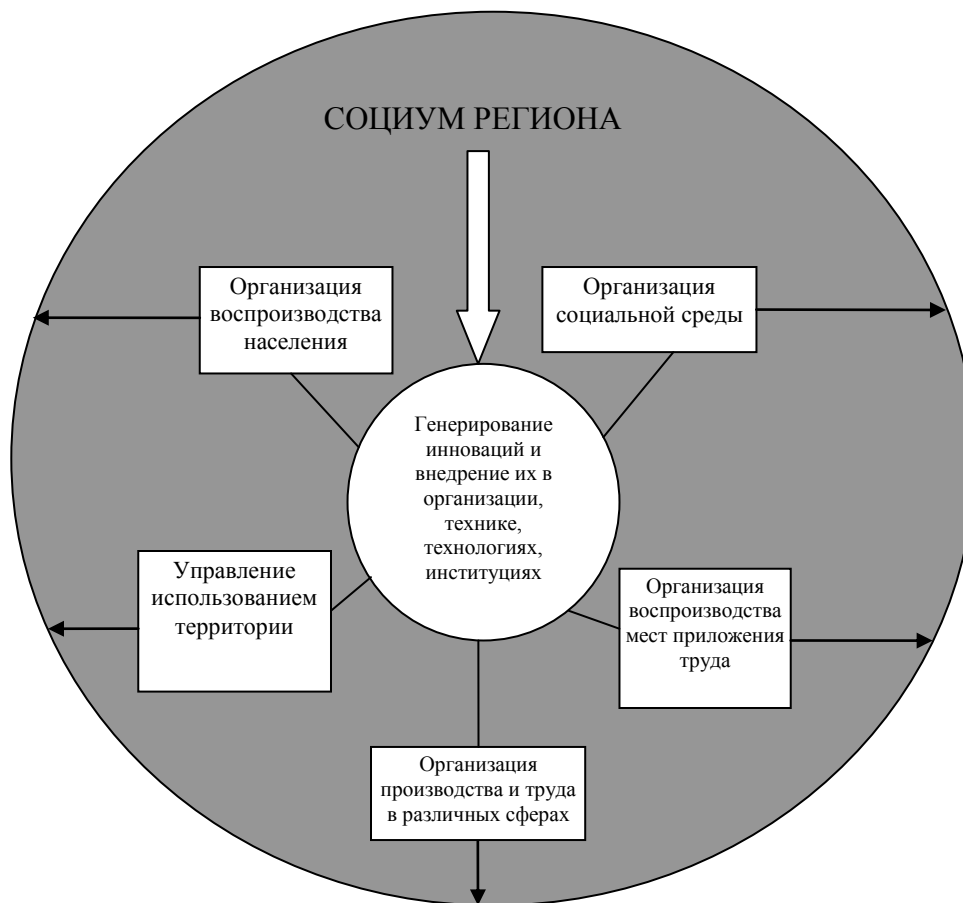 СОЦИУМ РЕГИОНА
Организация
воспроизводства
населения
Организация
социальной среды
Генерирование
инноваций и
внедрение их в
организации,
технике,
технологиях,
институциях
Управление
использованием
территории
Организация
воспроизводства
мест приложения
труда
Организация
производства и труда
в различных сферах